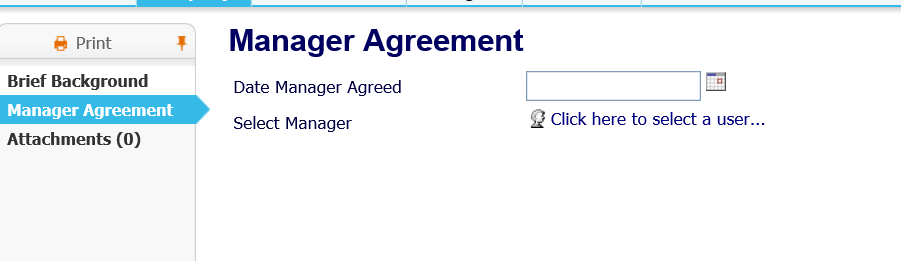 Print
Brief Background
Manager Agreement
Attachments (0)
Manager Agreement
Date Manager Agreed
Select Manager
Click here to select a user...